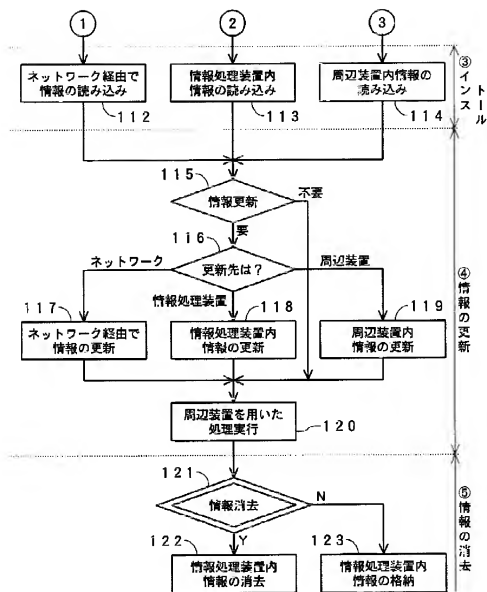 ① ② ③
ネットワーク経由で
情報の読み込み
112
情報処理装置内
情報の読み込み
113
周辺装置内情報の
読み込み
114
③インストール
115
情報更新
不要
要
116
更新先は?
ネットワーク
情報処理装置
周辺装置
117
ネットワーク経由で
情報の更新
118
情報処理装置内
情報の更新
119
周辺装置内
情報の更新
④情報の更新
周辺装置を用いた
処理実行
120
121
情報消去
N
Y
122
情報処理装置内
情報の消去
123
情報処理装置内
情報の格納
⑤情報の消去